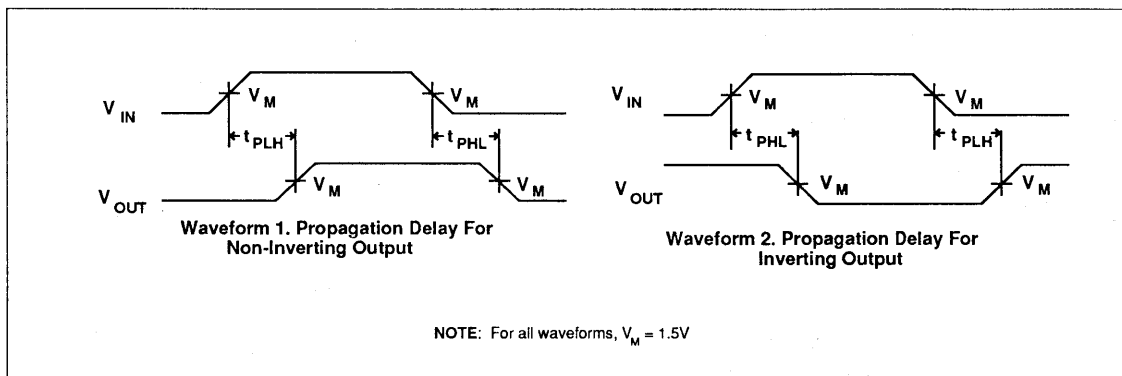 V IN
V M
V M
t PLH
t PHL
V OUT
V M
V M
Waveform 1. Propagation Delay For
Non-Inverting Output
V IN
V M
V M
t PHL
t PLH
V OUT
V M
V M
Waveform 2. Propagation Delay For
Inverting Output
NOTE: For all waveforms, V M = 1.5V